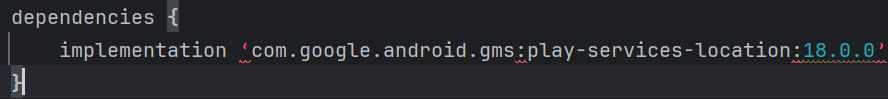 dependencies {
implementation ‘com.google.android.gms:play-services-location:18.0.0’
}